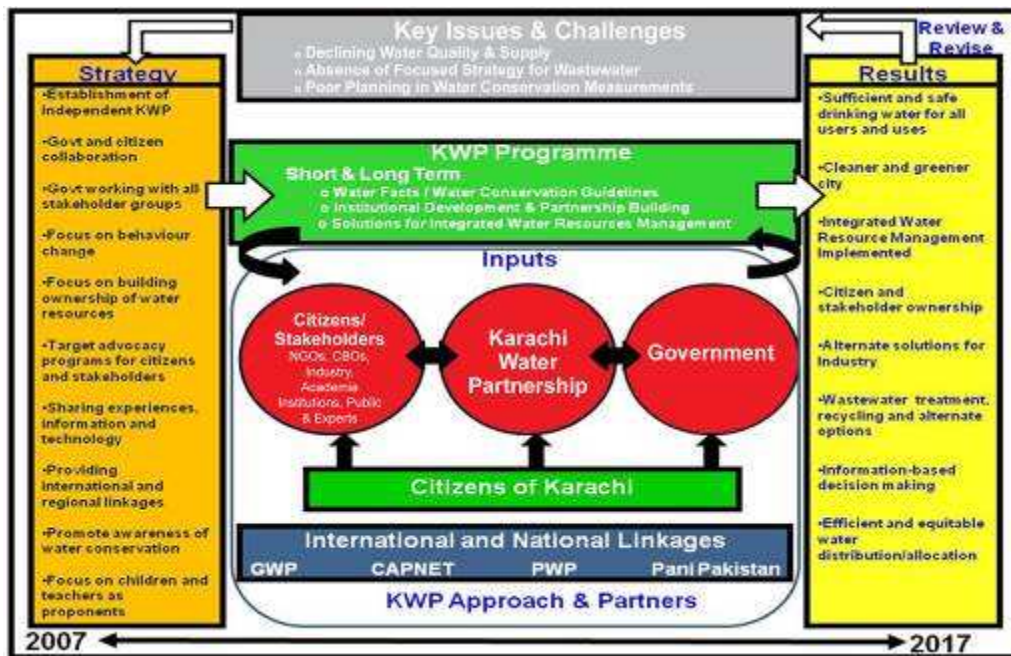 Key Issues & Challenges
o Declining Water Quality & Supply
o Absence of Focused Strategy for Wastewater
o Poor Planning in Water Conservation Measurements
Review &
Revise
Strategy
•Establishment of
Independent KWP
•Govt and citizen
collaboration
•Govt working with all
stakeholder groups
•Focus on behaviour
change
•Focus on building
ownership of water
resources
•Target advocacy
programs for citizens
and stakeholders
•Sharing experiences,
information and
technology
•Providing
international and
regional linkages
•Promote awareness of
water conservation
•Focus on children and
teachers as
proponents
KWP Programme
Short & Long Term
o Water Facts / Water Conservation Guidelines
o Institutional Development & Partnership Building
o Solutions for Integrated Water Resources Management
Inputs
Citizens/
Stakeholders
NGOs, CBOs,
Industry,
Academia
Institutions, Public
& Experts
Karachi
Water
Partnership
Government
Citizens of Karachi
International and National Linkages
GWP CAPNET PWP Pani Pakistan
KWP Approach & Partners
Results
•Sufficient and safe
drinking water for all
users and uses
•Cleaner and greener
city
•Integrated Water
Resource Management
Implemented
•Citizen and
stakeholder ownership
•Alternate solutions for
Industry
•Wastewater treatment,
recycling and alternate
options
•Information-based
decision making
•Efficient and equitable
water
distribution/allocation
2007
2017